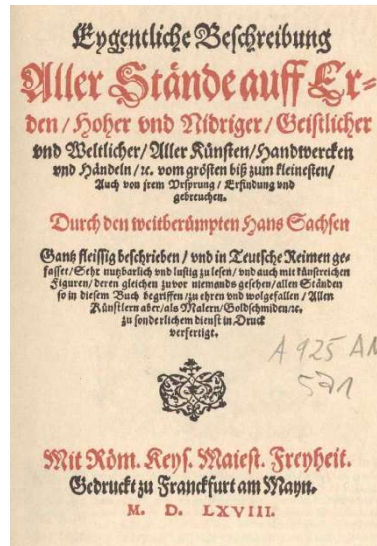 Eygentliche Beschreibung
Aller Stände auff Er-
den / Hoher vnd Nidriger / Geistlicher
vnd Weltlicher / Aller Künsten / Handwercken
vnd Händeln / ꝛc. vom grösten biß zum kleinesten /
Auch von jrem Vrsprung / Erfindung vnd
gebreuchen.
Durch den weitberümpten Hans Sachsen
Gantz fleissig beschrieben / vnd in Teutsche Reimen ge-
fasset / Sehr nutzbarlich vnd lustig zu lesen / vnd auch mit künstreichen
Figuren / deren gleichen zuvor niemands gesehen / allen Ständen
so in diesem Buch begriffen / zu ehren vnd wolgefallen / Allen
Künstlern aber / als Malern / Goldschmiden / ꝛc.
zu sonderlichem dienst in Druck
verfertigt.
A 925 AM
571
Mit Röm. Keys. Maiest. Freyheit.
Gedruckt zu Franckfurt am Mayn.
M. D. LXVIII.